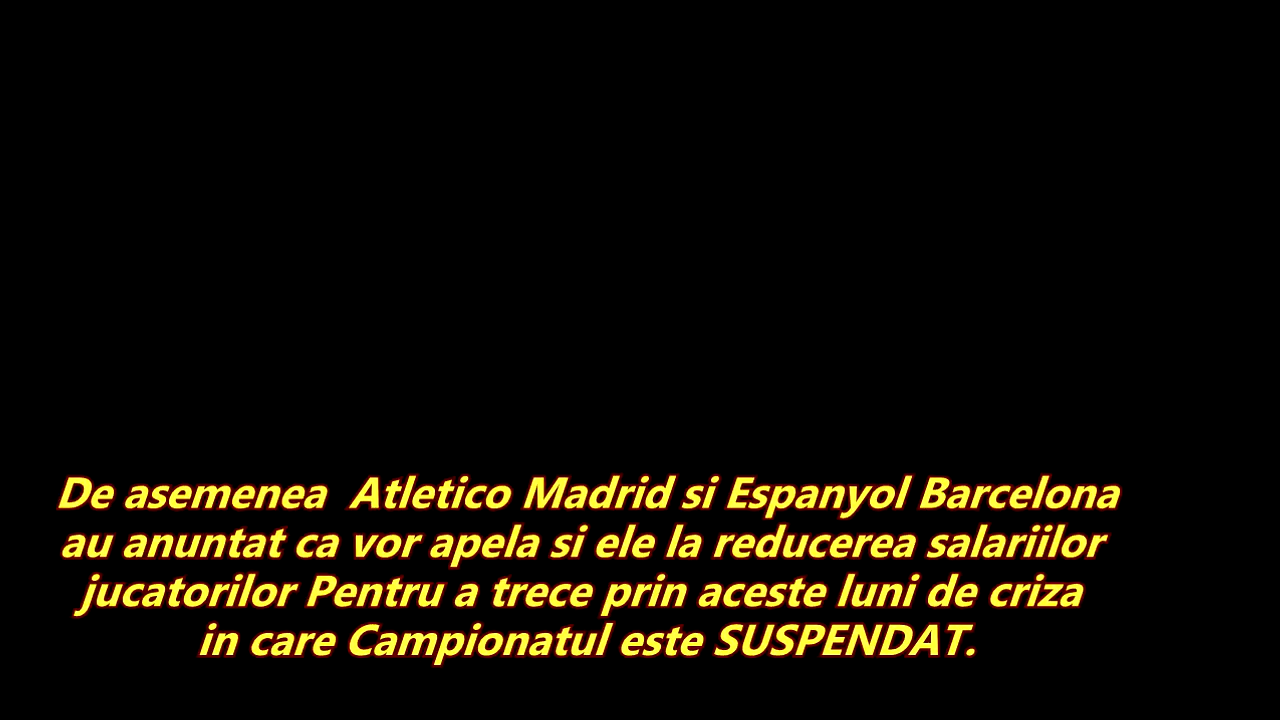 De asemenea  Atletico Madrid si Espanyol Barcelona
au anuntat ca vor apela si ele la reducerea salariilor
jucatorilor Pentru a trece prin aceste luni de criza
in care Campionatul este SUSPENDAT.